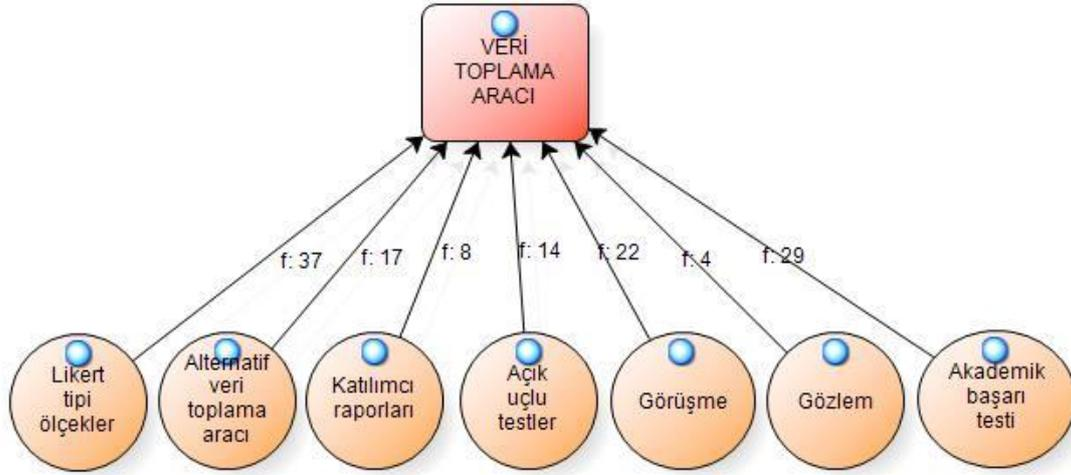 VERİ
TOPLAMA
ARACI
f: 37
f: 17
f: 8
f: 14
f: 22
f: 4
f: 29
Likert
tipi
ölçekler
Alternatif
veri
toplama
aracı
Katılımcı
raporları
Açık
uçlu
testler
Görüşme
Gözlem
Akademik
başarı
testi